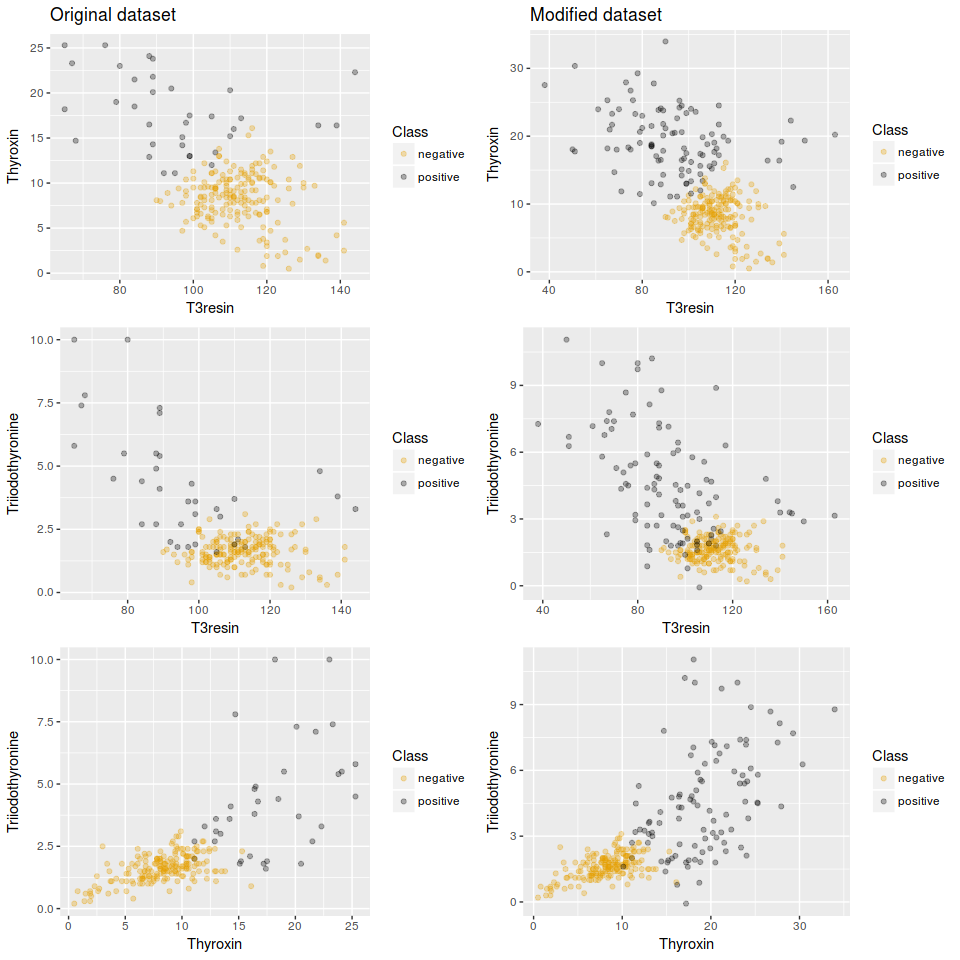 Original dataset
Modified dataset
25
20
15
10
5
0
Thyroxin
80 100 120 140
T3resin
Class
negative
positive
30
20
10
0
Thyroxin
40 80 120 160
T3resin
Class
negative
positive
10.0
7.5
5.0
2.5
0.0
Triiodothyronine
80 100 120 140
T3resin
Class
negative
positive
9
6
3
0
Triiodothyronine
40 80 120 160
T3resin
Class
negative
positive
10.0
7.5
5.0
2.5
0.0
Triiodothyronine
0 5 10 15 20 25
Thyroxin
Class
negative
positive
9
6
3
0
Triiodothyronine
0 10 20 30
Thyroxin
Class
negative
positive